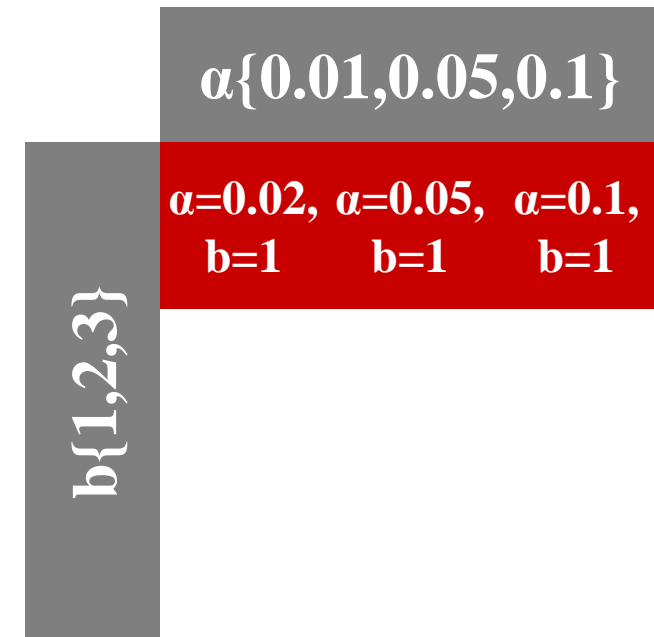 α{0.01,0.05,0.1}
α=0.02, α=0.05, α=0.1,
b=1 b=1 b=1
b{1,2,3}